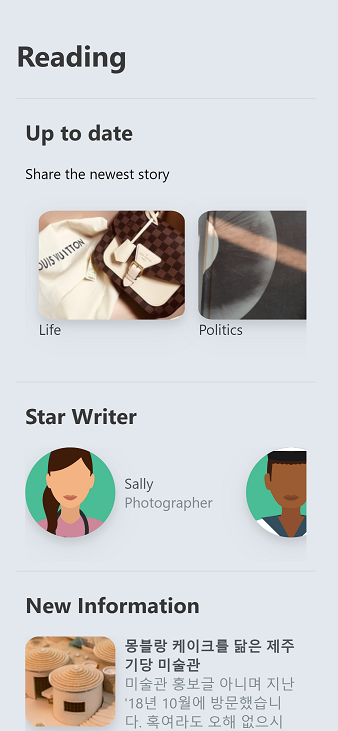 Reading
Up to date
Share the newest story
LOUIS VUITTON
Life
Politics
Star Writer
Sally
Photographer
New Information
몽블랑 케이크를 닮은 제주
기당 미술관
미술관 홍보글 아니며 지난
'18년 10월에 방문했습니
다. 혹여라도 오해 없으시